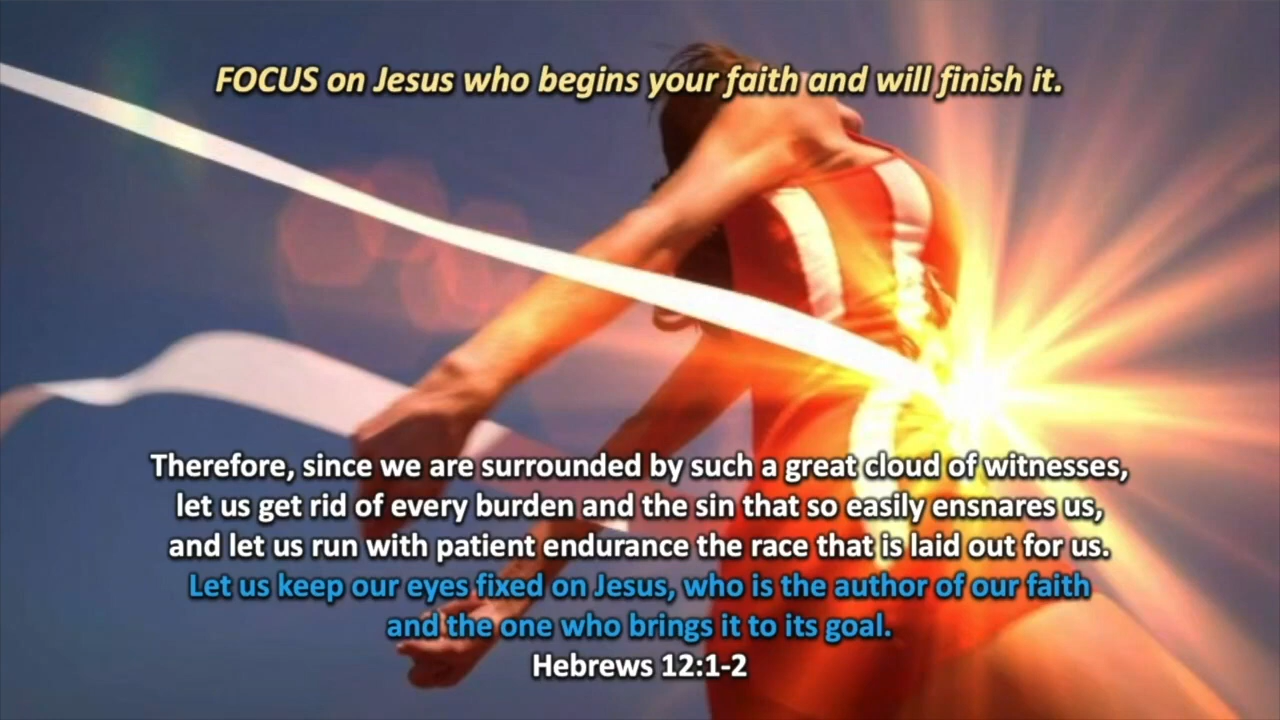 FOCUS on Jesus who begins your faith and will finish it.
Therefore, since we are surrounded by such a great cloud of witnesses,
let us get rid of every burden and the sin that so easily ensnares us,
and let us run with patient endurance the race that is laid out for us.
Let us keep our eyes fixed on Jesus, who is the author of our faith
and the one who brings it to its goal.
Hebrews 12:1-2